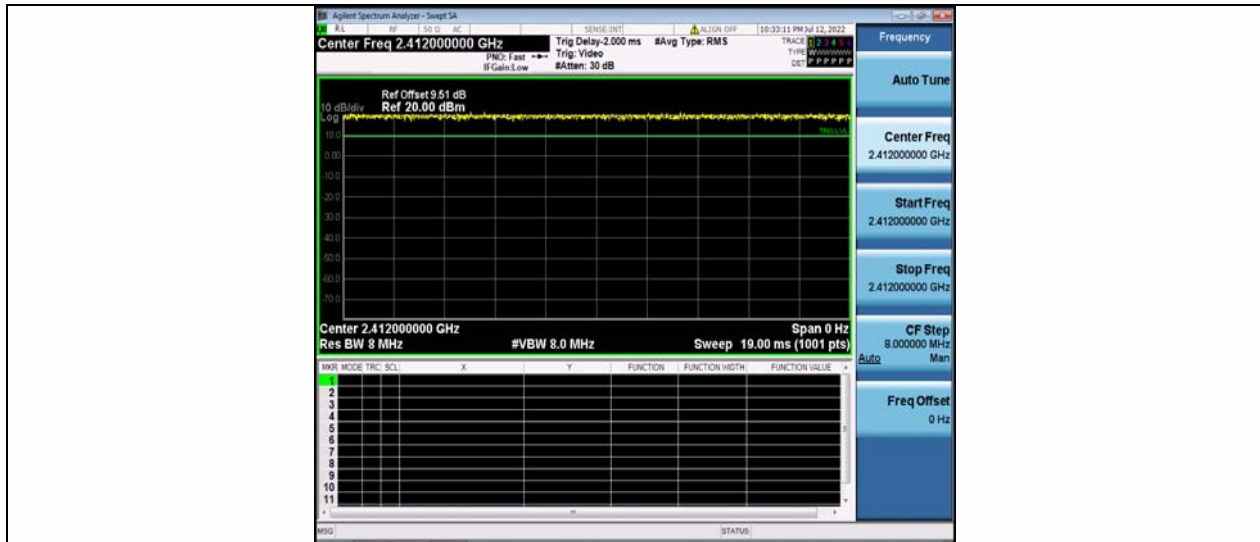 Agilent Spectrum Analyzer - Swept SA
RL RF 50 Ω AC SENSE:INT ALIGN OFF 10:33:11 PM Jul 12, 2022
Center Freq 2.412000000 GHz
PNO: Fast
IFGain:Low
Trig Delay-2.000 ms
Trig: Video
#Atten: 30 dB
#Avg Type: RMS
TRACE 1 2 3 4 5 6
TYPE
DET P P P P P P
Ref Offset 9.51 dB
Ref 20.00 dBm
10 dB/div
Log
TRIG LVL
10.0
0.00
-10.0
-20.0
-30.0
-40.0
-50.0
-60.0
-70.0
Center 2.412000000 GHz Span 0 Hz
Res BW 8 MHz #VBW 8.0 MHz Sweep 19.00 ms (1001 pts)
MKR MODE TRC SCL X Y FUNCTION FUNCTION WIDTH FUNCTION VALUE
1
2
3
4
5
6
7
8
9
10
11
MSG STATUS
Frequency
Auto Tune
Center Freq
2.412000000 GHz
Start Freq
2.412000000 GHz
Stop Freq
2.412000000 GHz
CF Step
8.000000 MHz
Auto Man
Freq Offset
0 Hz